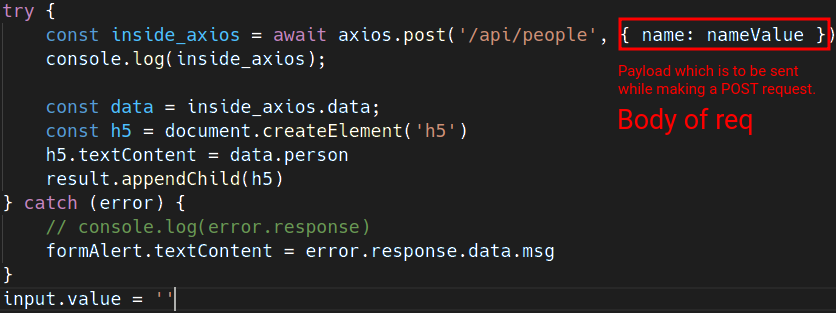 try {
    const inside_axios = await axios.post('/api/people', { name: nameValue })
    console.log(inside_axios);
Payload which is to be sent
while making a POST request.
Body of req
    const data = inside_axios.data;
    const h5 = document.createElement('h5')
    h5.textContent = data.person
    result.appendChild(h5)
} catch (error) {
    // console.log(error.response)
    formAlert.textContent = error.response.data.msg
}
input.value = ''